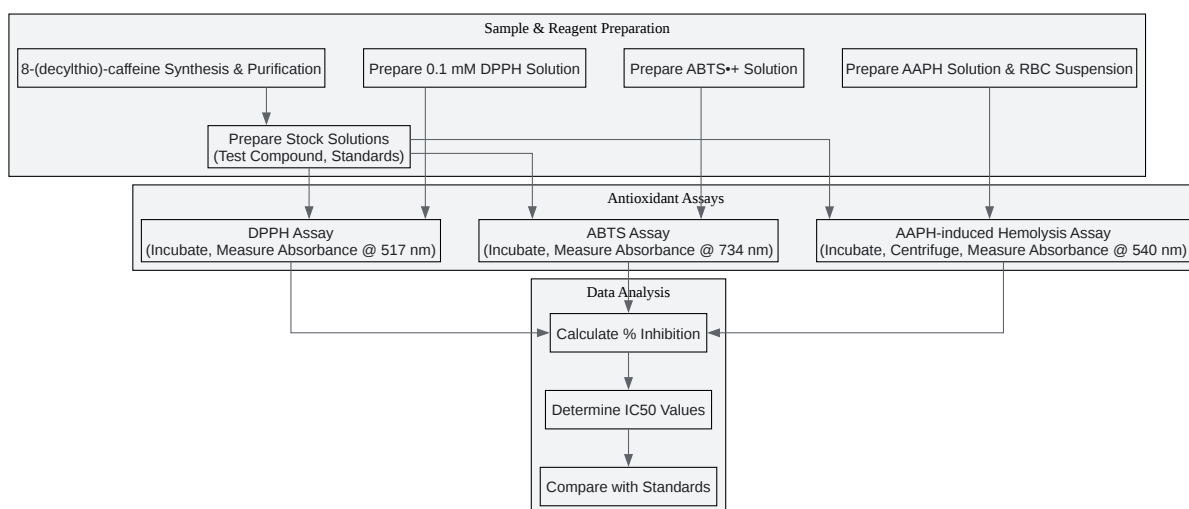 Sample & Reagent Preparation
8-(decylthio)-caffeine Synthesis & Purification
Prepare 0.1 mM DPPH Solution
Prepare ABTS•+ Solution
Prepare AAPH Solution & RBC Suspension
Prepare Stock Solutions
(Test Compound, Standards)
Antioxidant Assays
DPPH Assay
(Incubate, Measure Absorbance @ 517 nm)
ABTS Assay
(Incubate, Measure Absorbance @ 734 nm)
AAPH-induced Hemolysis Assay
(Incubate, Centrifuge, Measure Absorbance @ 540 nm)
Data Analysis
Calculate % Inhibition
Determine IC50 Values
Compare with Standards